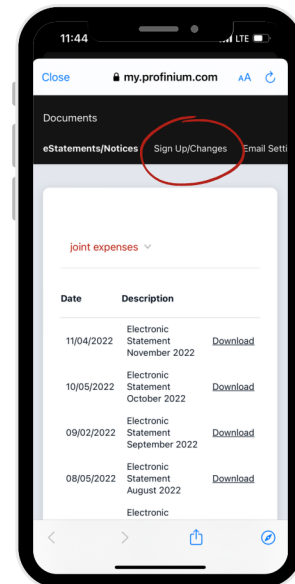 11:44 LTE
Close my.profinium.com AA
Documents
eStatements/Notices Sign Up/Changes Email Setti
joint expenses
Date Description
Electronic
11/04/2022 Statement Download
November 2022
Electronic
10/05/2022 Statement Download
October 2022
Electronic
09/02/2022 Statement Download
September 2022
Electronic
08/05/2022 Statement Download
August 2022
Electronic